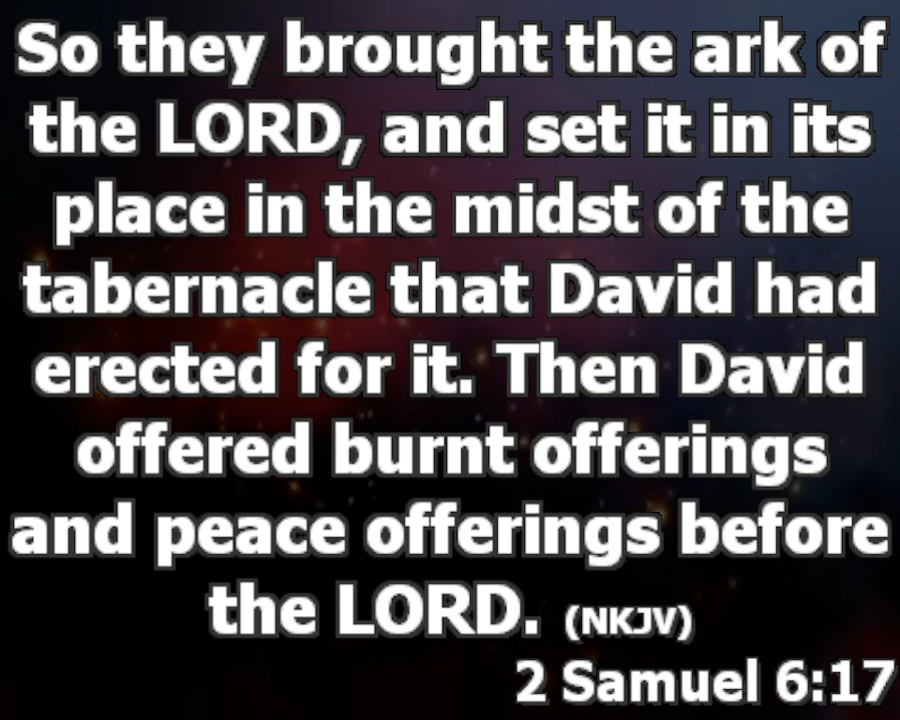 So they brought the ark of
the LORD, and set it in its
place in the midst of the
tabernacle that David had
erected for it. Then David
offered burnt offerings
and peace offerings before
the LORD. (NKJV)
2 Samuel 6:17